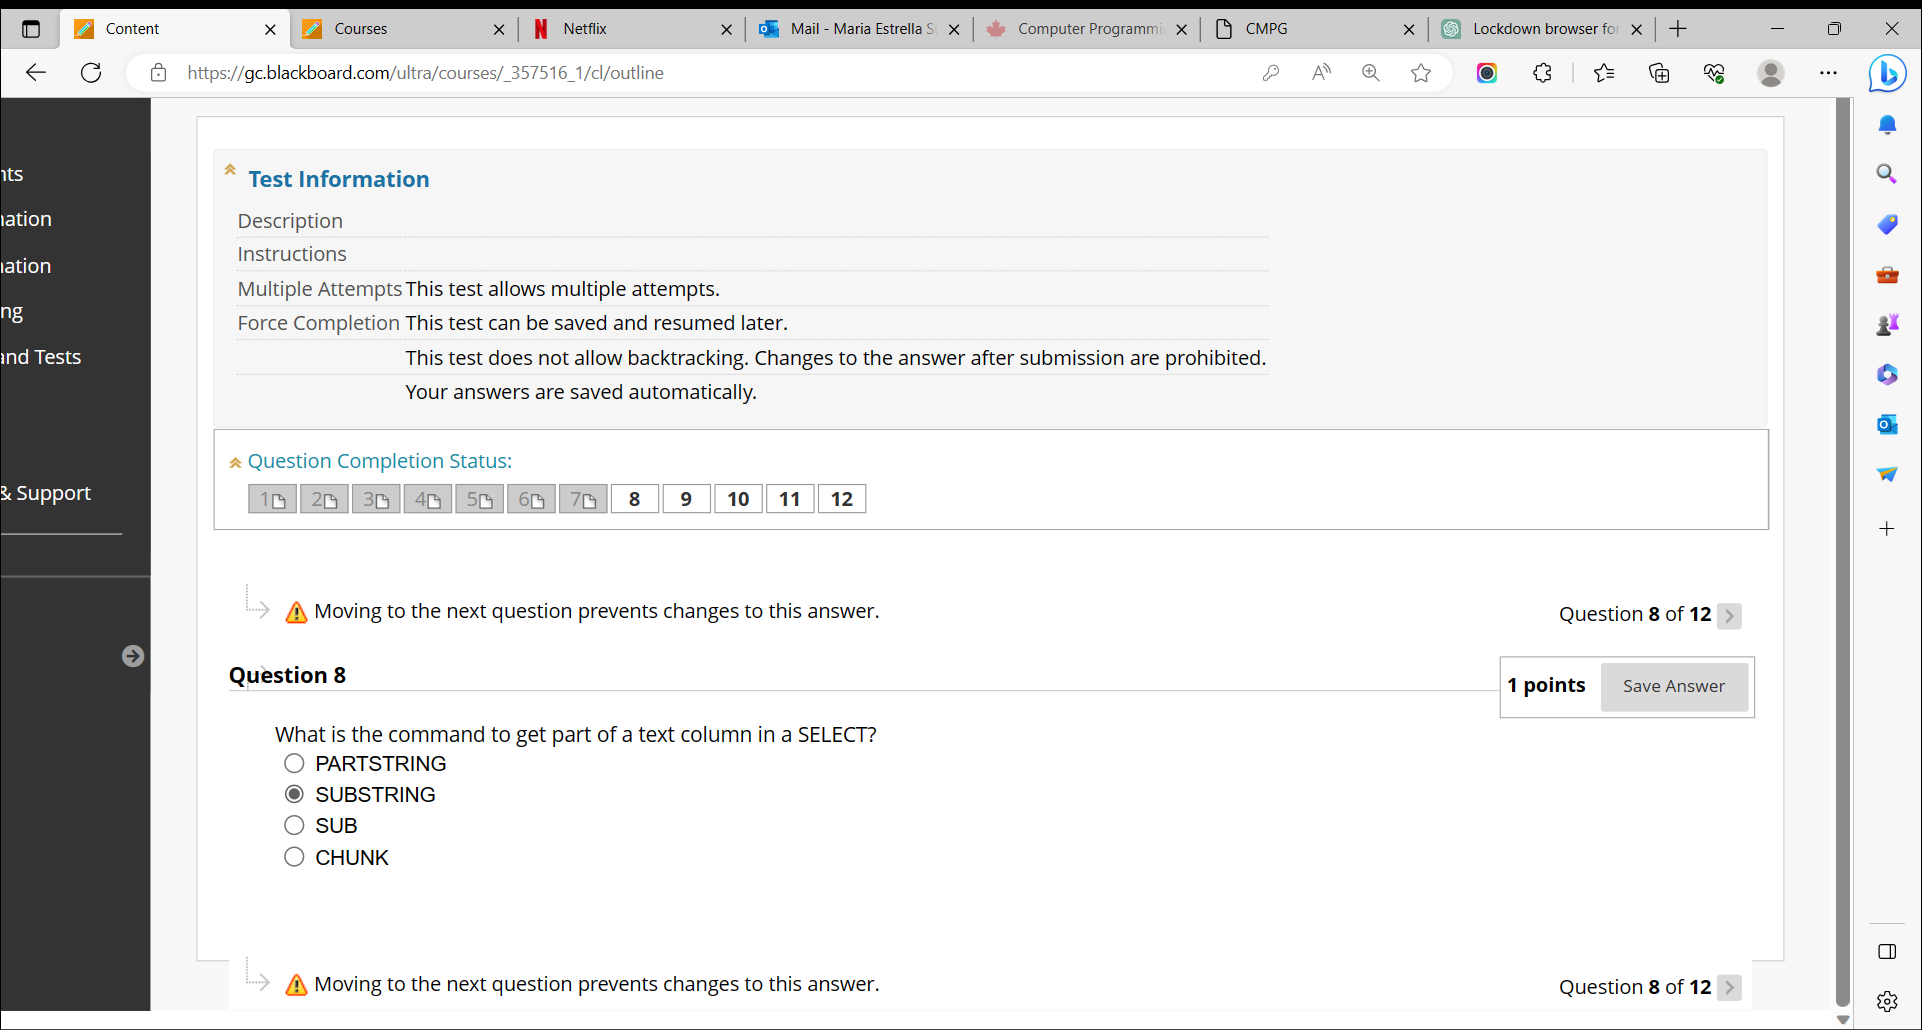 Content
Courses
Netflix
Mail - Maria Estrella S
Computer Programmi
CMPG
Lockdown browser for
https://gc.blackboard.com/ultra/courses/_357516_1/cl/outline
nts
nation
nation
ng
and Tests
& Support
Test Information
Description
Instructions
Multiple Attempts This test allows multiple attempts.
Force Completion This test can be saved and resumed later.
This test does not allow backtracking. Changes to the answer after submission are prohibited.
Your answers are saved automatically.
Question Completion Status:
1 2 3 4 5 6 7 8 9 10 11 12
Moving to the next question prevents changes to this answer.
Question 8 of 12
Question 8
1 points
Save Answer
What is the command to get part of a text column in a SELECT?
PARTSTRING
SUBSTRING
SUB
CHUNK
Moving to the next question prevents changes to this answer.
Question 8 of 12